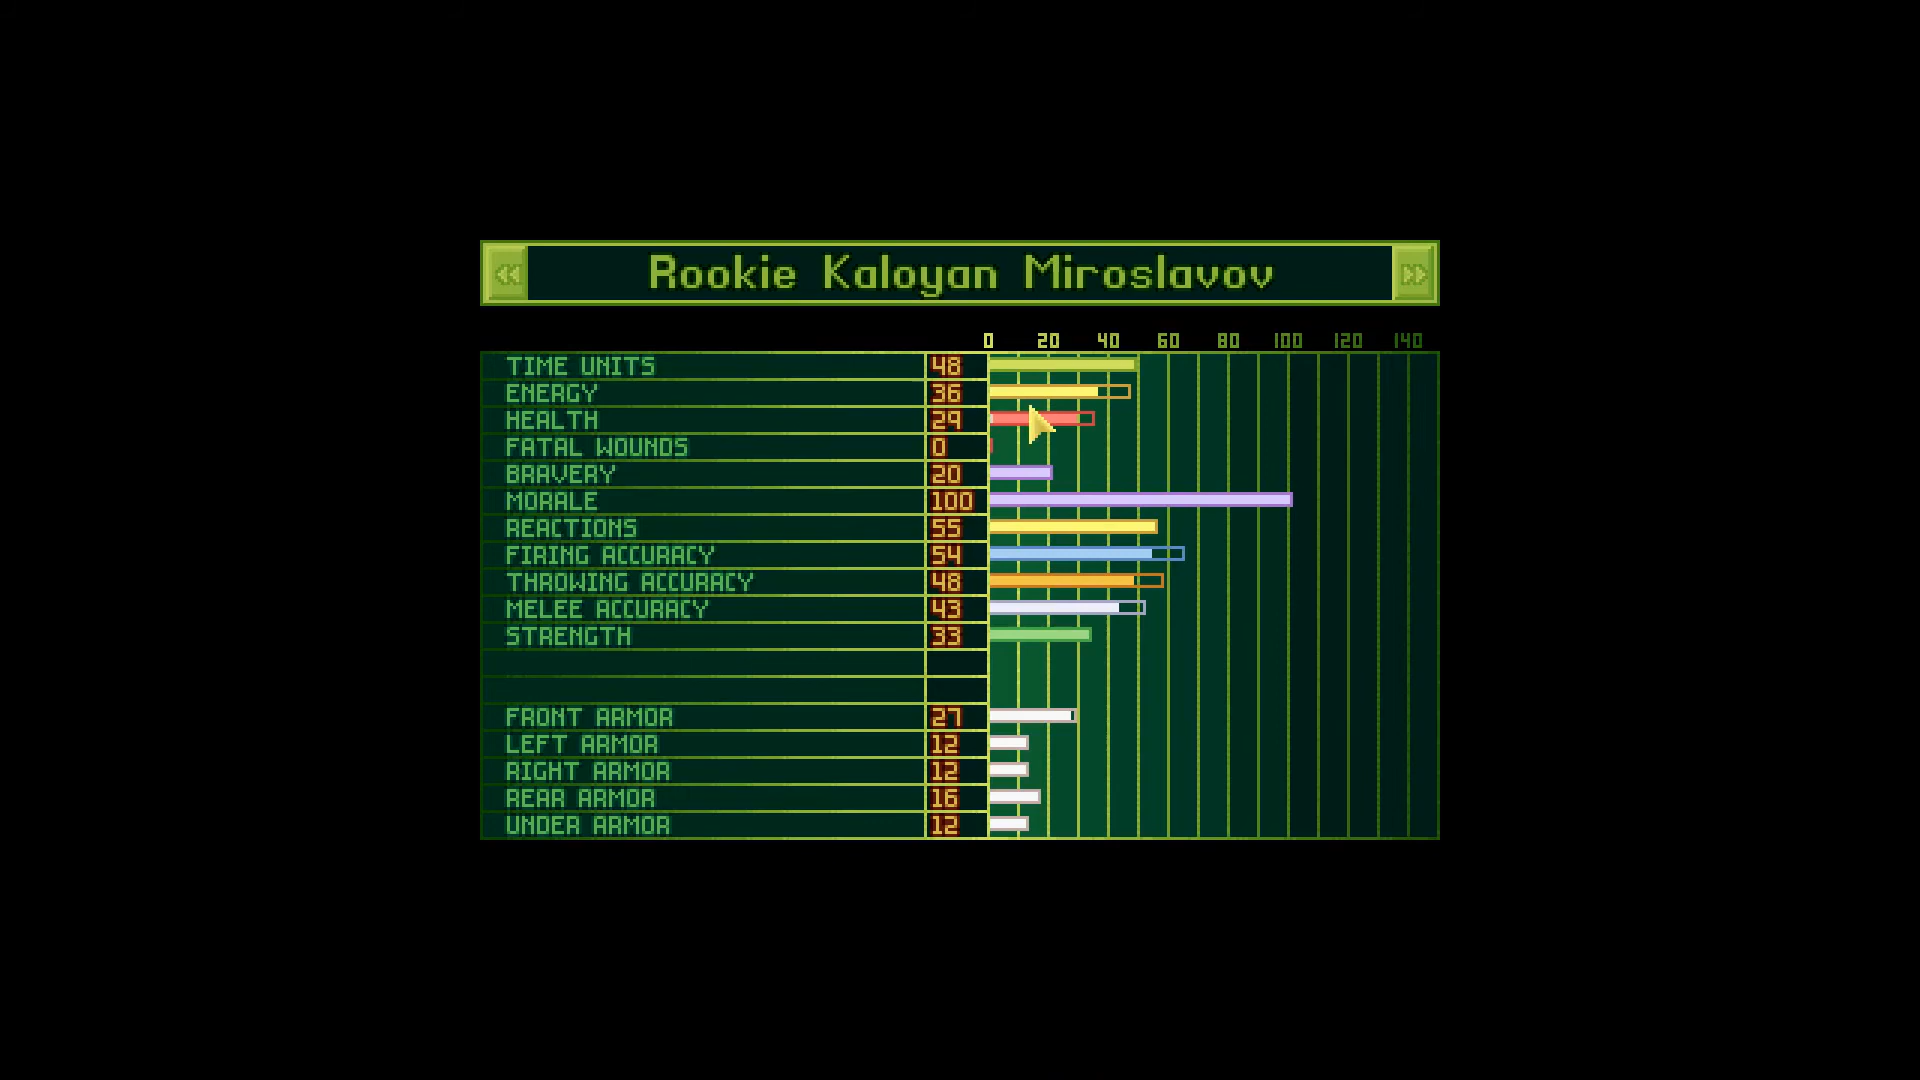 Rookie Kaloyan Miroslavov
0 20 40 60 80 100 120 140
TIME UNITS 48
ENERGY 36
HEALTH 29
FATAL WOUNDS 0
BRAVERY 20
MORALE 100
REACTIONS 55
FIRING ACCURACY 54
THROWING ACCURACY 48
MELEE ACCURACY 43
STRENGTH 33
FRONT ARMOR 27
LEFT ARMOR 12
RIGHT ARMOR 12
REAR ARMOR 16
UNDER ARMOR 12